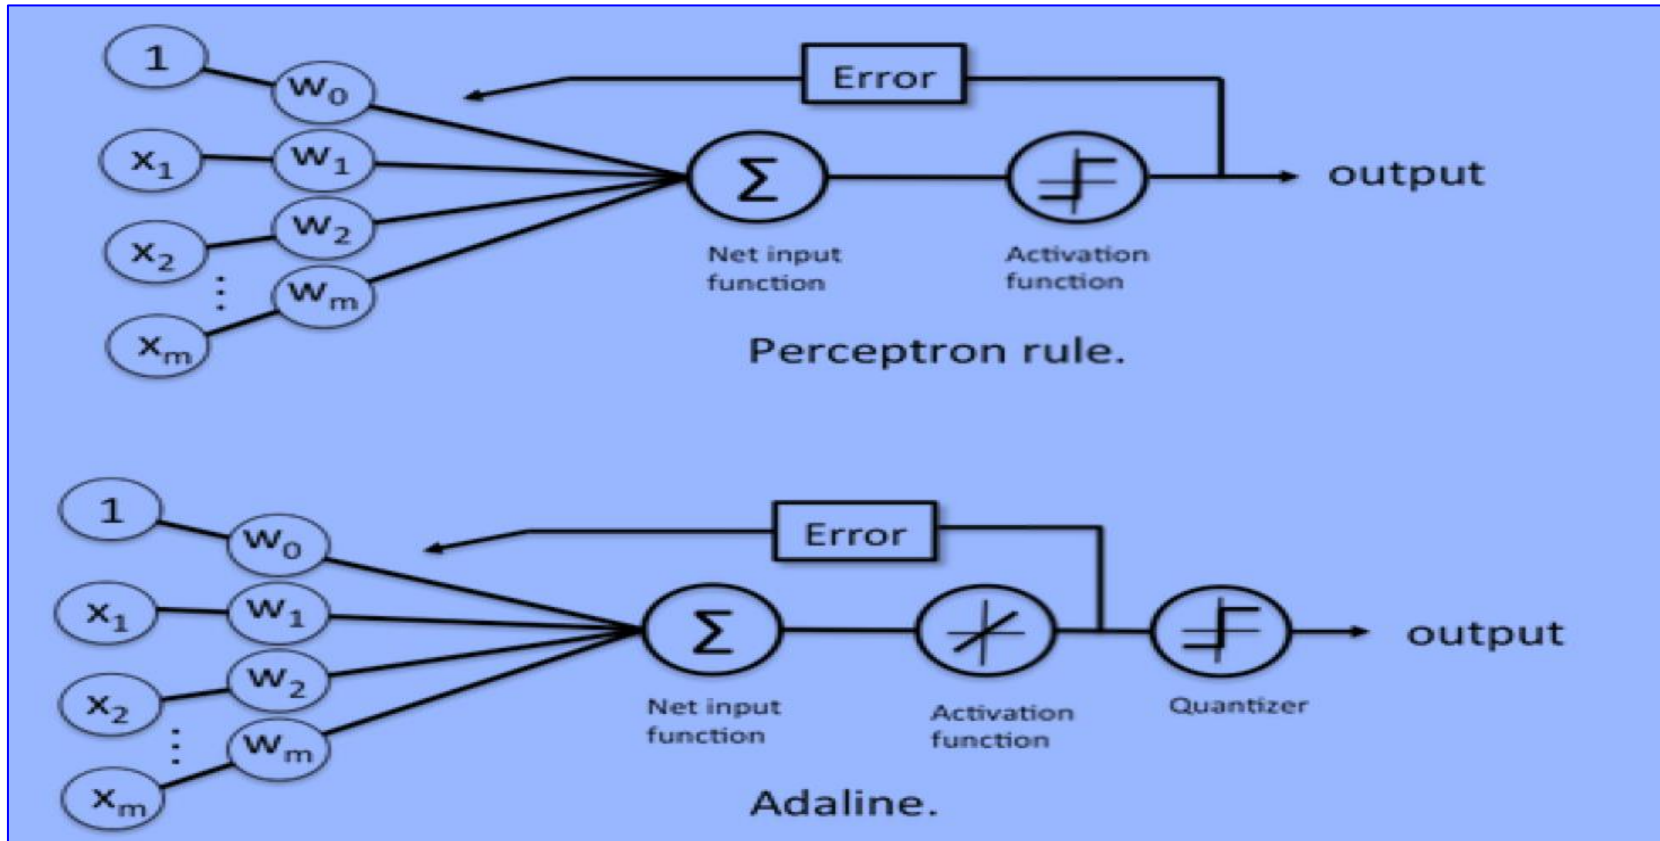 1
w₀
Error
x₁
w₁
Σ
output
x₂
w₂
Net input
function
Activation
function
⋮
wₘ
xₘ
Perceptron rule.
1
w₀
Error
x₁
w₁
Σ
output
x₂
w₂
Net input
function
Activation
function
Quantizer
⋮
wₘ
xₘ
Adaline.